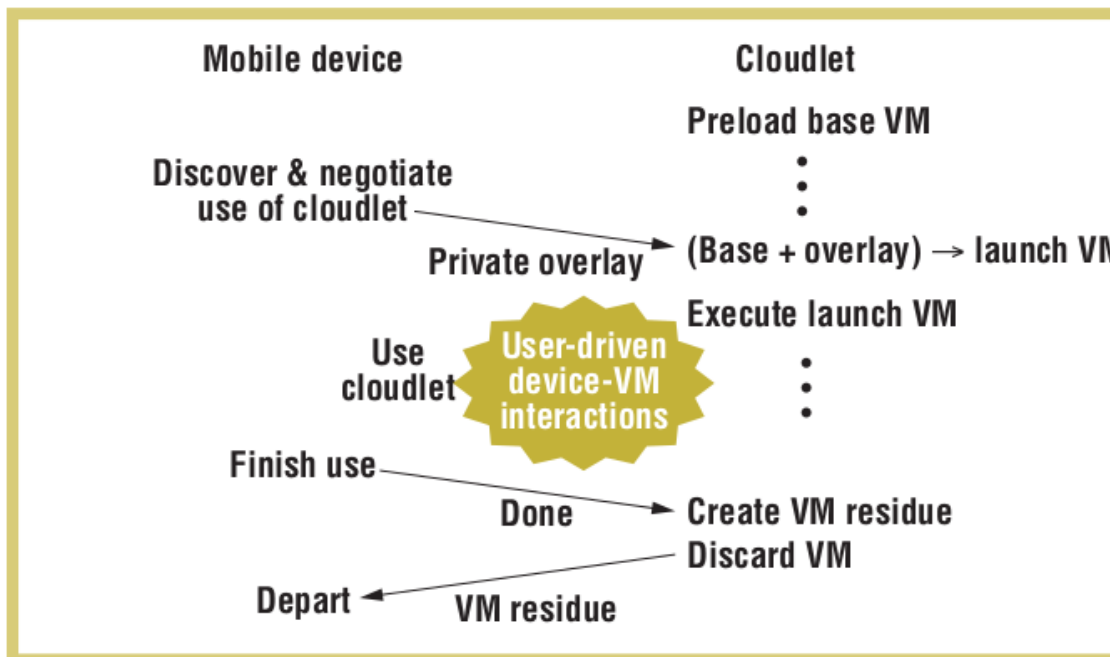 Mobile device
Cloudlet
Preload base VM
Discover & negotiate
use of cloudlet
Private overlay
(Base + overlay) → launch VM
Execute launch VM
Use
cloudlet
User-driven
device-VM
interactions
Finish use
Done
Create VM residue
Discard VM
Depart
VM residue